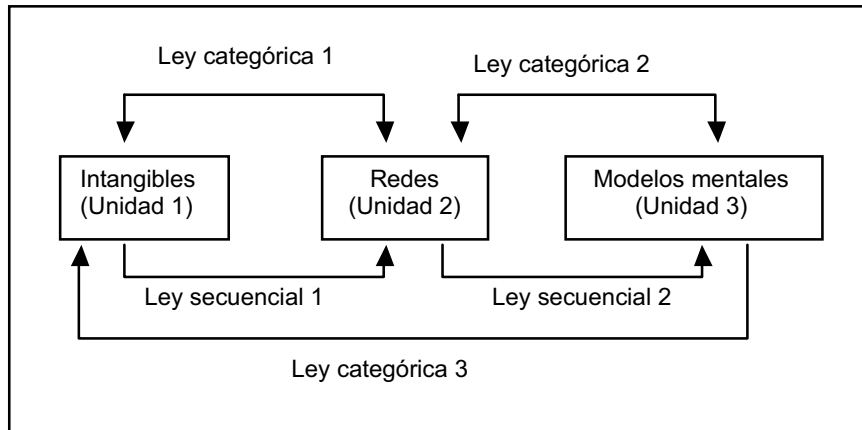 Ley categórica 1
Ley categórica 2
Intangibles
(Unidad 1)
Redes
(Unidad 2)
Modelos mentales
(Unidad 3)
Ley secuencial 1
Ley secuencial 2
Ley categórica 3